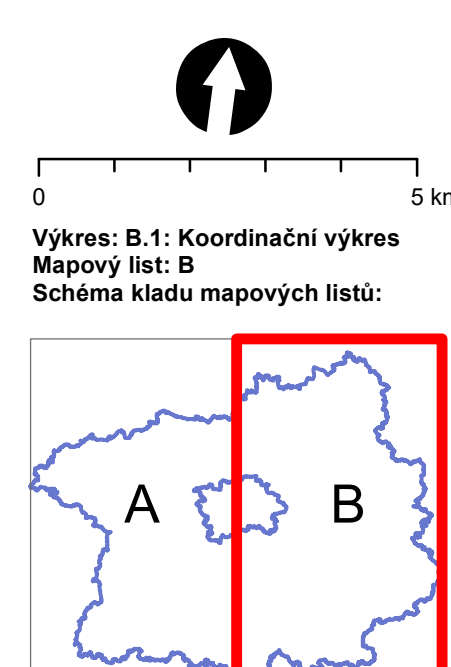 0 5 km
Výkres: B.1: Koordinační výkres
Mapový list: B
Schéma kladu mapových listů:
A B